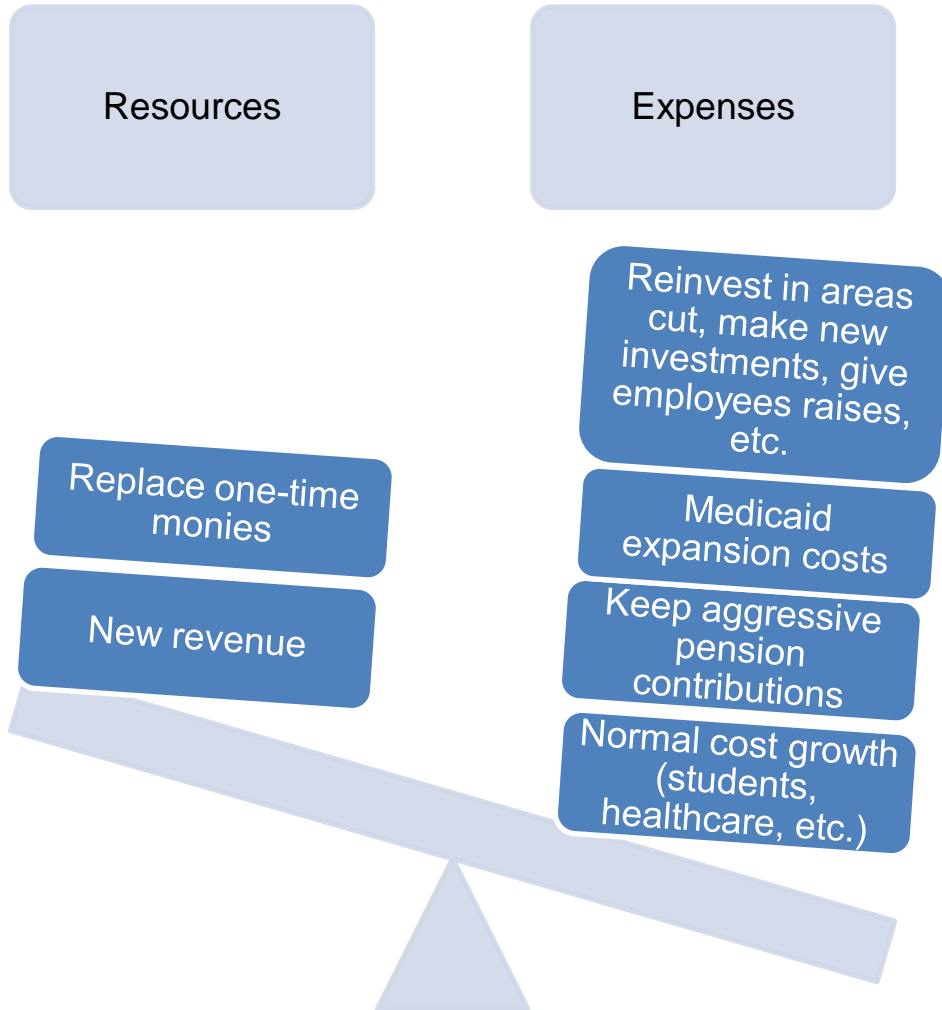 Resources
Expenses
Replace one-time
monies
New revenue
Reinvest in areas
cut, make new
investments, give
employees raises,
etc.
Medicaid
expansion costs
Keep aggressive
pension
contributions
Normal cost growth
(students,
healthcare, etc.)